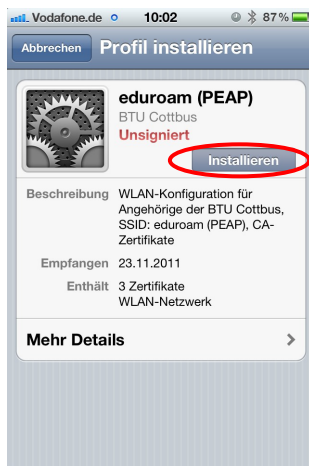 Vodafone.de 10:02 87%
Abbrechen Profil installieren
eduroam (PEAP)
BTU Cottbus
Unsigniert
Installieren
Beschreibung WLAN-Konfiguration für
Angehörige der BTU Cottbus,
SSID: eduroam (PEAP), CA-
Zertifikate
Empfangen 23.11.2011
Enthält 3 Zertifikate
WLAN-Netzwerk
Mehr Details